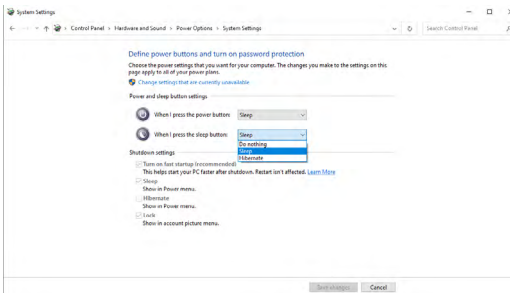 System Settings
Control Panel > Hardware and Sound > Power Options > System Settings
Search Control Panel
Define power buttons and turn on password protection
Choose the power settings that you want for your computer. The changes you make to the settings on this
page apply to all of your power plans.
Change settings that are currently unavailable
Power and sleep button settings
When I press the power button: Sleep
When I press the sleep button: Sleep
Do nothing
Sleep
Hibernate
Shutdown settings
Turn on fast startup (recommended)
This helps start your PC faster after shutdown. Restart isn't affected. Learn More
Sleep
Show in Power menu.
Hibernate
Show in Power menu.
Lock
Show in account picture menu.
Save changes Cancel